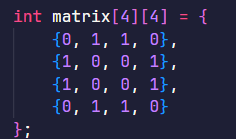 int matrix[4][4] = {
    {0, 1, 1, 0},
    {1, 0, 0, 1},
    {1, 0, 0, 1},
    {0, 1, 1, 0}
};